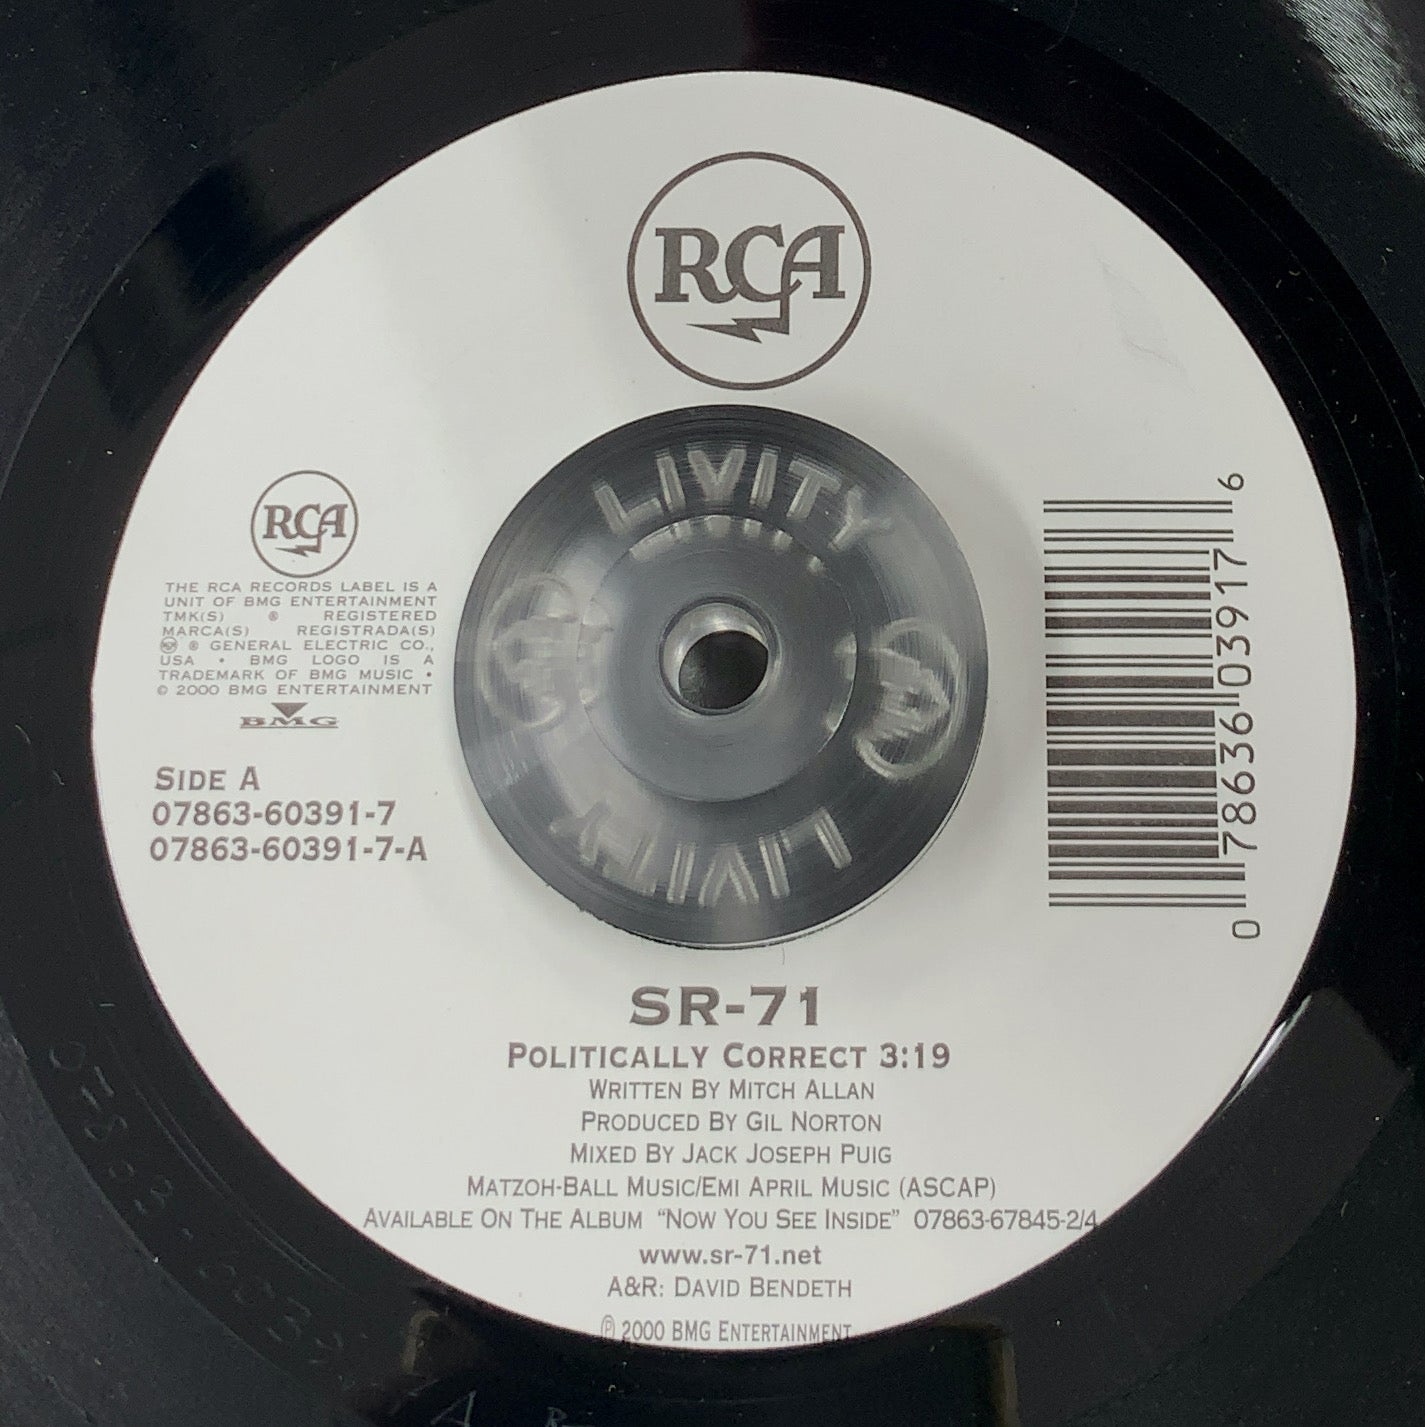 RCA
LIVITY
RCA
THE RCA RECORDS LABEL IS A
UNIT OF BMG ENTERTAINMENT
TMK(S) ® REGISTERED
MARCA(S) REGISTRADA(S)
® GENERAL ELECTRIC CO.,
USA • BMG LOGO IS A
TRADEMARK OF BMG MUSIC •
© 2000 BMG ENTERTAINMENT
BMG
SIDE A
07863-60391-7
07863-60391-7-A
0 78636 03917 6
LIVITY
SR-71
POLITICALLY CORRECT 3:19
WRITTEN BY MITCH ALLAN
PRODUCED BY GIL NORTON
MIXED BY JACK JOSEPH PUIG
MATZOH-BALL MUSIC/EMI APRIL MUSIC (ASCAP)
AVAILABLE ON THE ALBUM "NOW YOU SEE INSIDE" 07863-67845-2/4
www.sr-71.net
A&R: DAVID BENDETH
℗ 2000 BMG ENTERTAINMENT